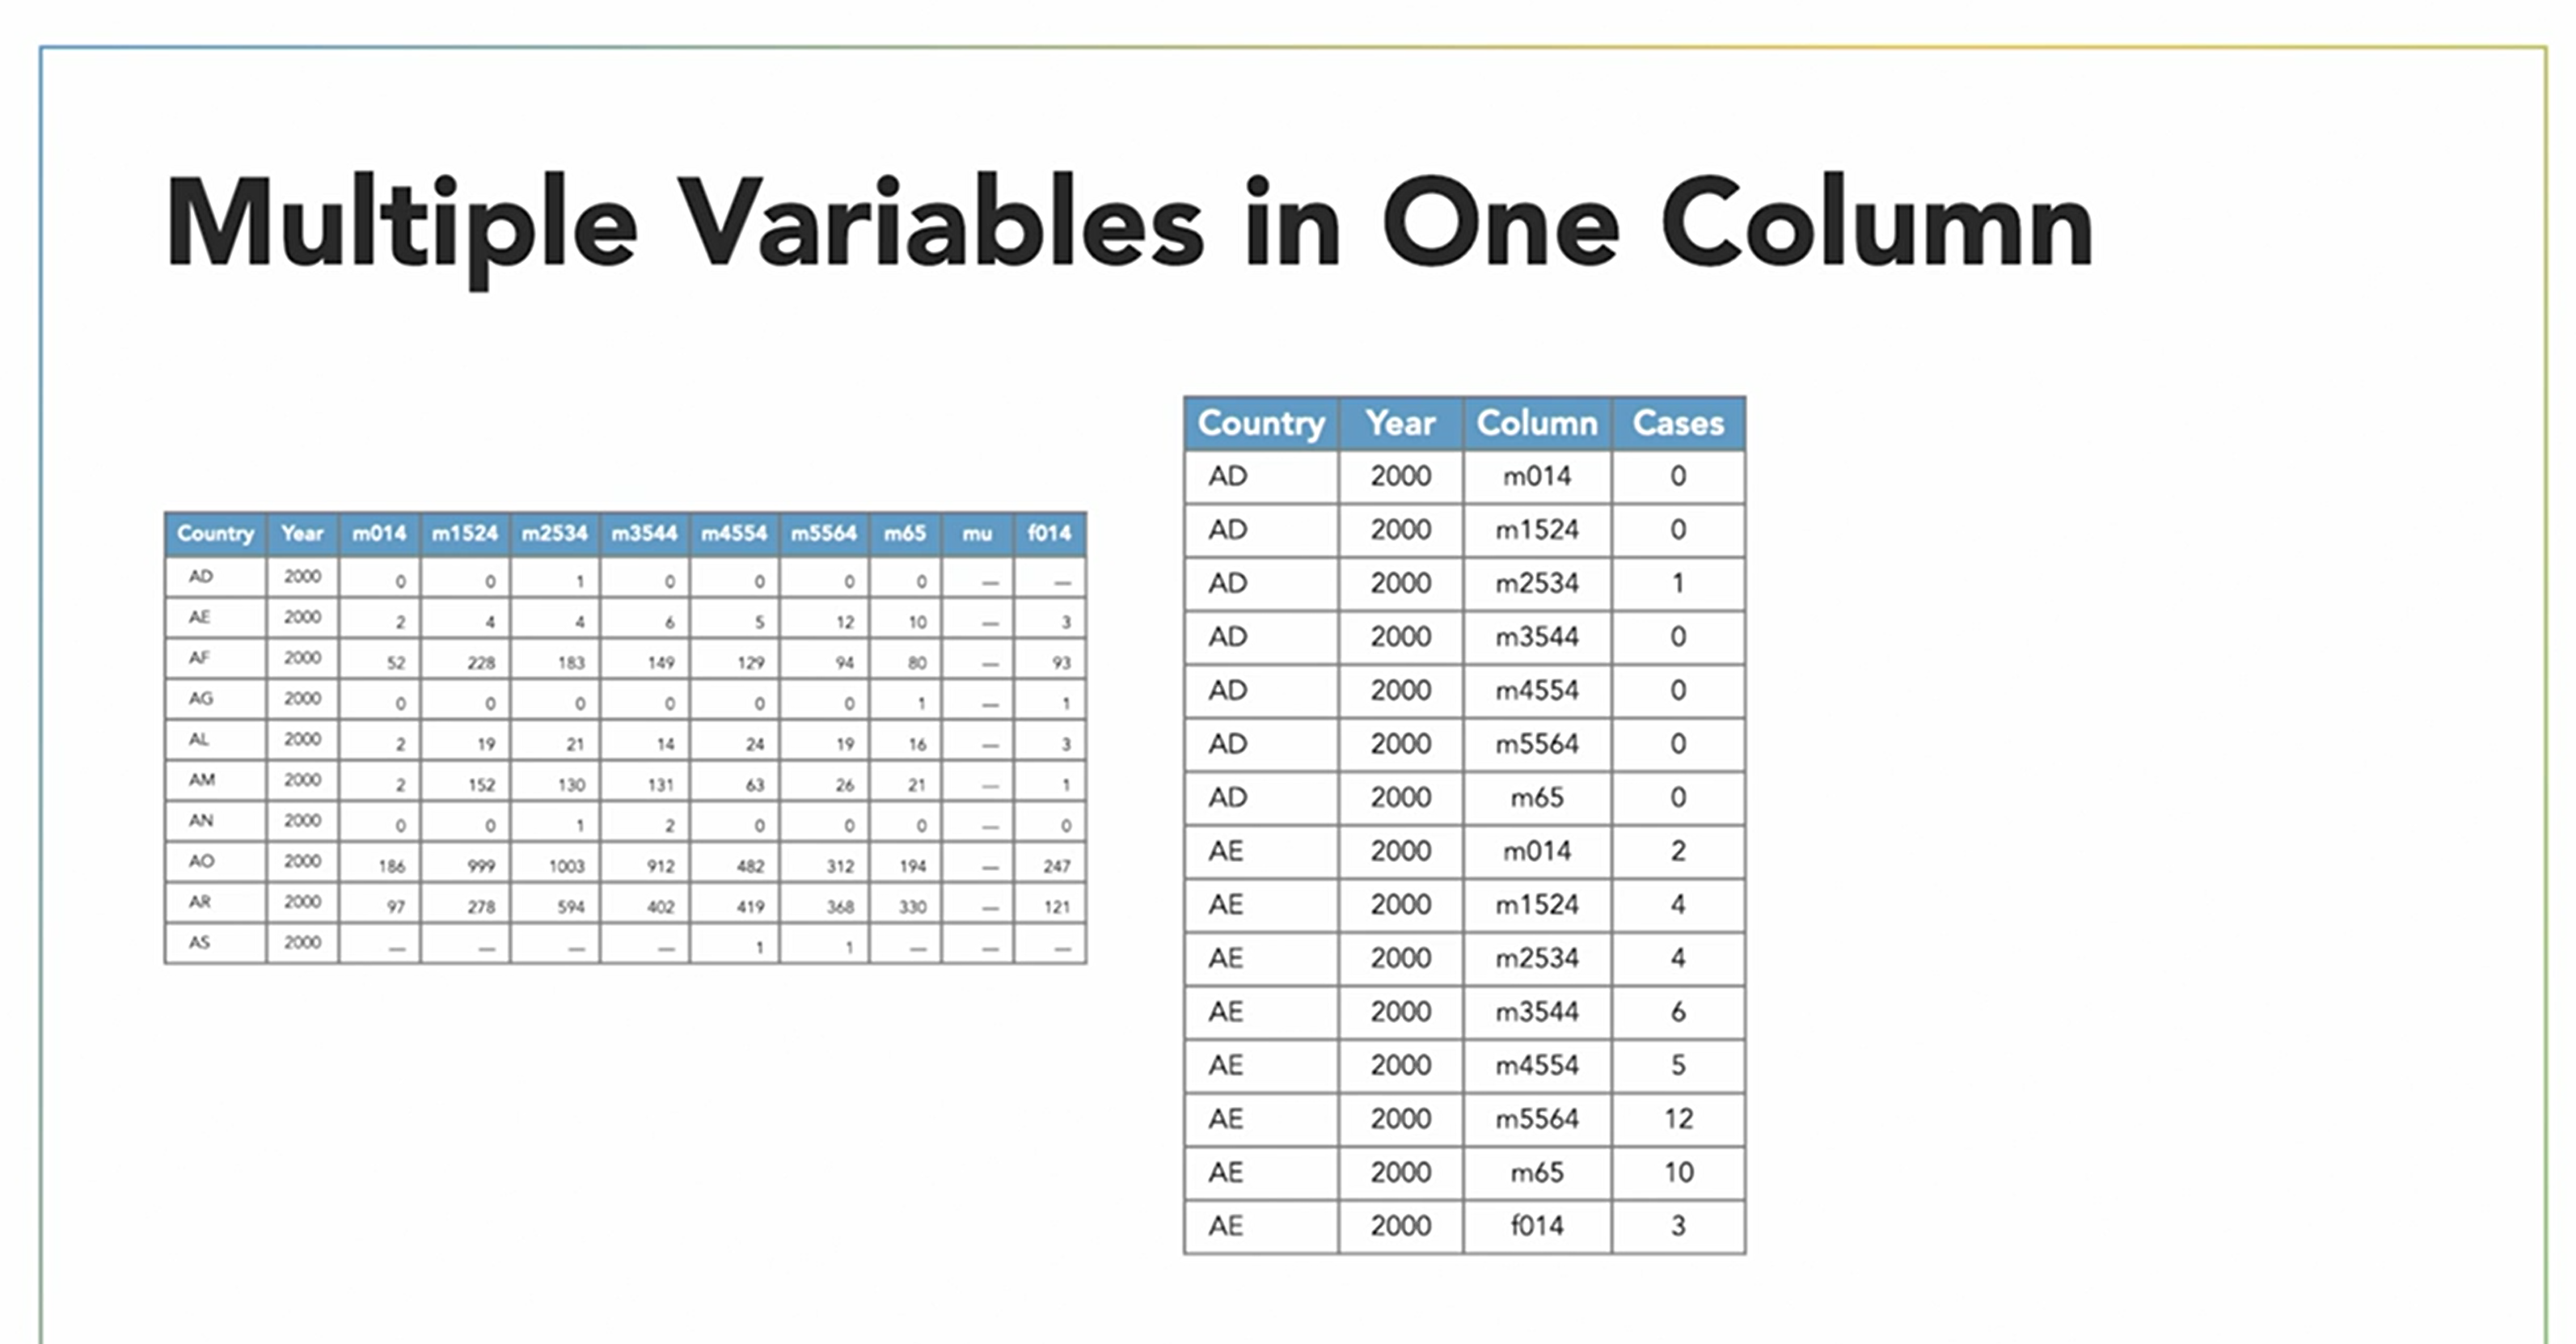 Multiple Variables in One Column
Country Year m014 m1524 m2534 m3544 m4554 m5564 m65 mu f014
AD 2000 0 0 1 0 0 0 0 — —
AE 2000 2 4 4 6 5 12 10 — 3
AF 2000 52 228 183 149 129 94 80 — 93
AG 2000 0 0 0 0 0 0 1 — 1
AL 2000 2 19 21 14 24 19 16 — 3
AM 2000 2 152 130 131 63 26 21 — 1
AN 2000 0 0 1 2 0 0 0 — 0
AO 2000 186 999 1003 912 482 312 194 — 247
AR 2000 97 278 594 402 419 368 330 — 121
AS 2000 — — — — 1 1 — — —
Country Year Column Cases
AD 2000 m014 0
AD 2000 m1524 0
AD 2000 m2534 1
AD 2000 m3544 0
AD 2000 m4554 0
AD 2000 m5564 0
AD 2000 m65 0
AE 2000 m014 2
AE 2000 m1524 4
AE 2000 m2534 4
AE 2000 m3544 6
AE 2000 m4554 5
AE 2000 m5564 12
AE 2000 m65 10
AE 2000 f014 3